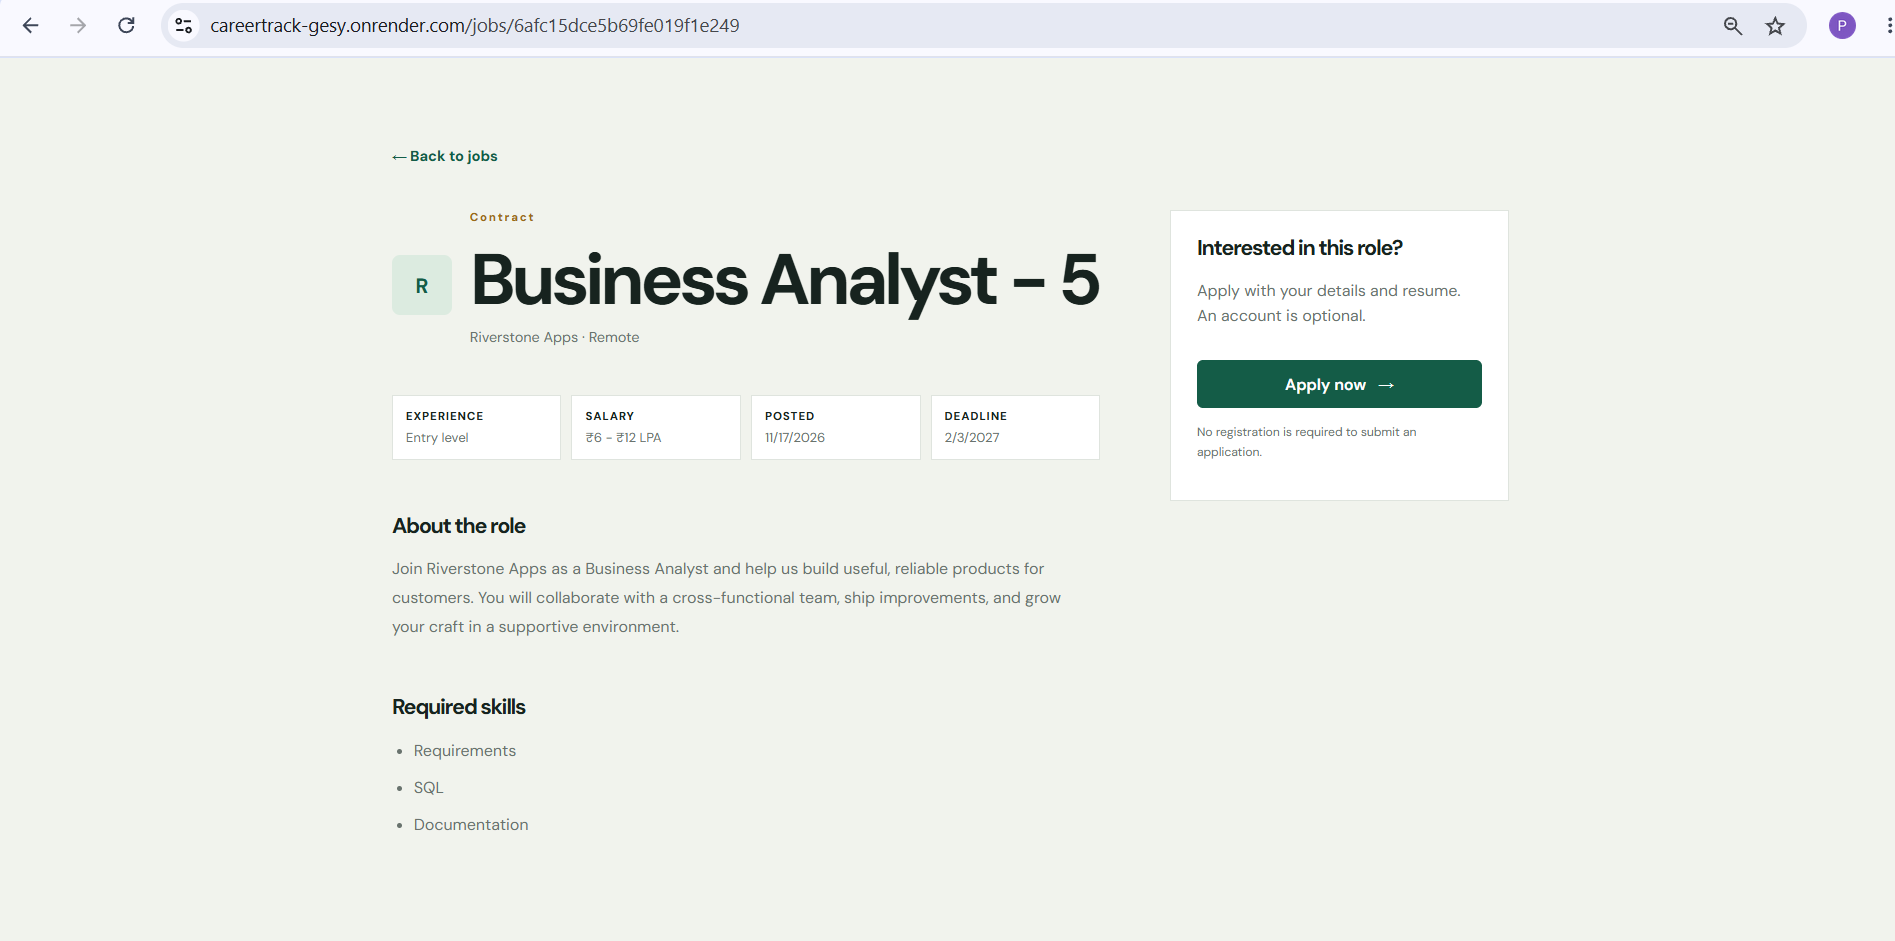 careertrack-gesy.onrender.com/jobs/6afc15dce5b69fe019f1e249
P
← Back to jobs
Contract
R
Business Analyst - 5
Riverstone Apps · Remote
EXPERIENCE
Entry level
SALARY
₹6 - ₹12 LPA
POSTED
11/17/2026
DEADLINE
2/3/2027
About the role
Join Riverstone Apps as a Business Analyst and help us build useful, reliable products for
customers. You will collaborate with a cross-functional team, ship improvements, and grow
your craft in a supportive environment.
Required skills
• Requirements
• SQL
• Documentation
Interested in this role?
Apply with your details and resume.
An account is optional.
Apply now →
No registration is required to submit an
application.